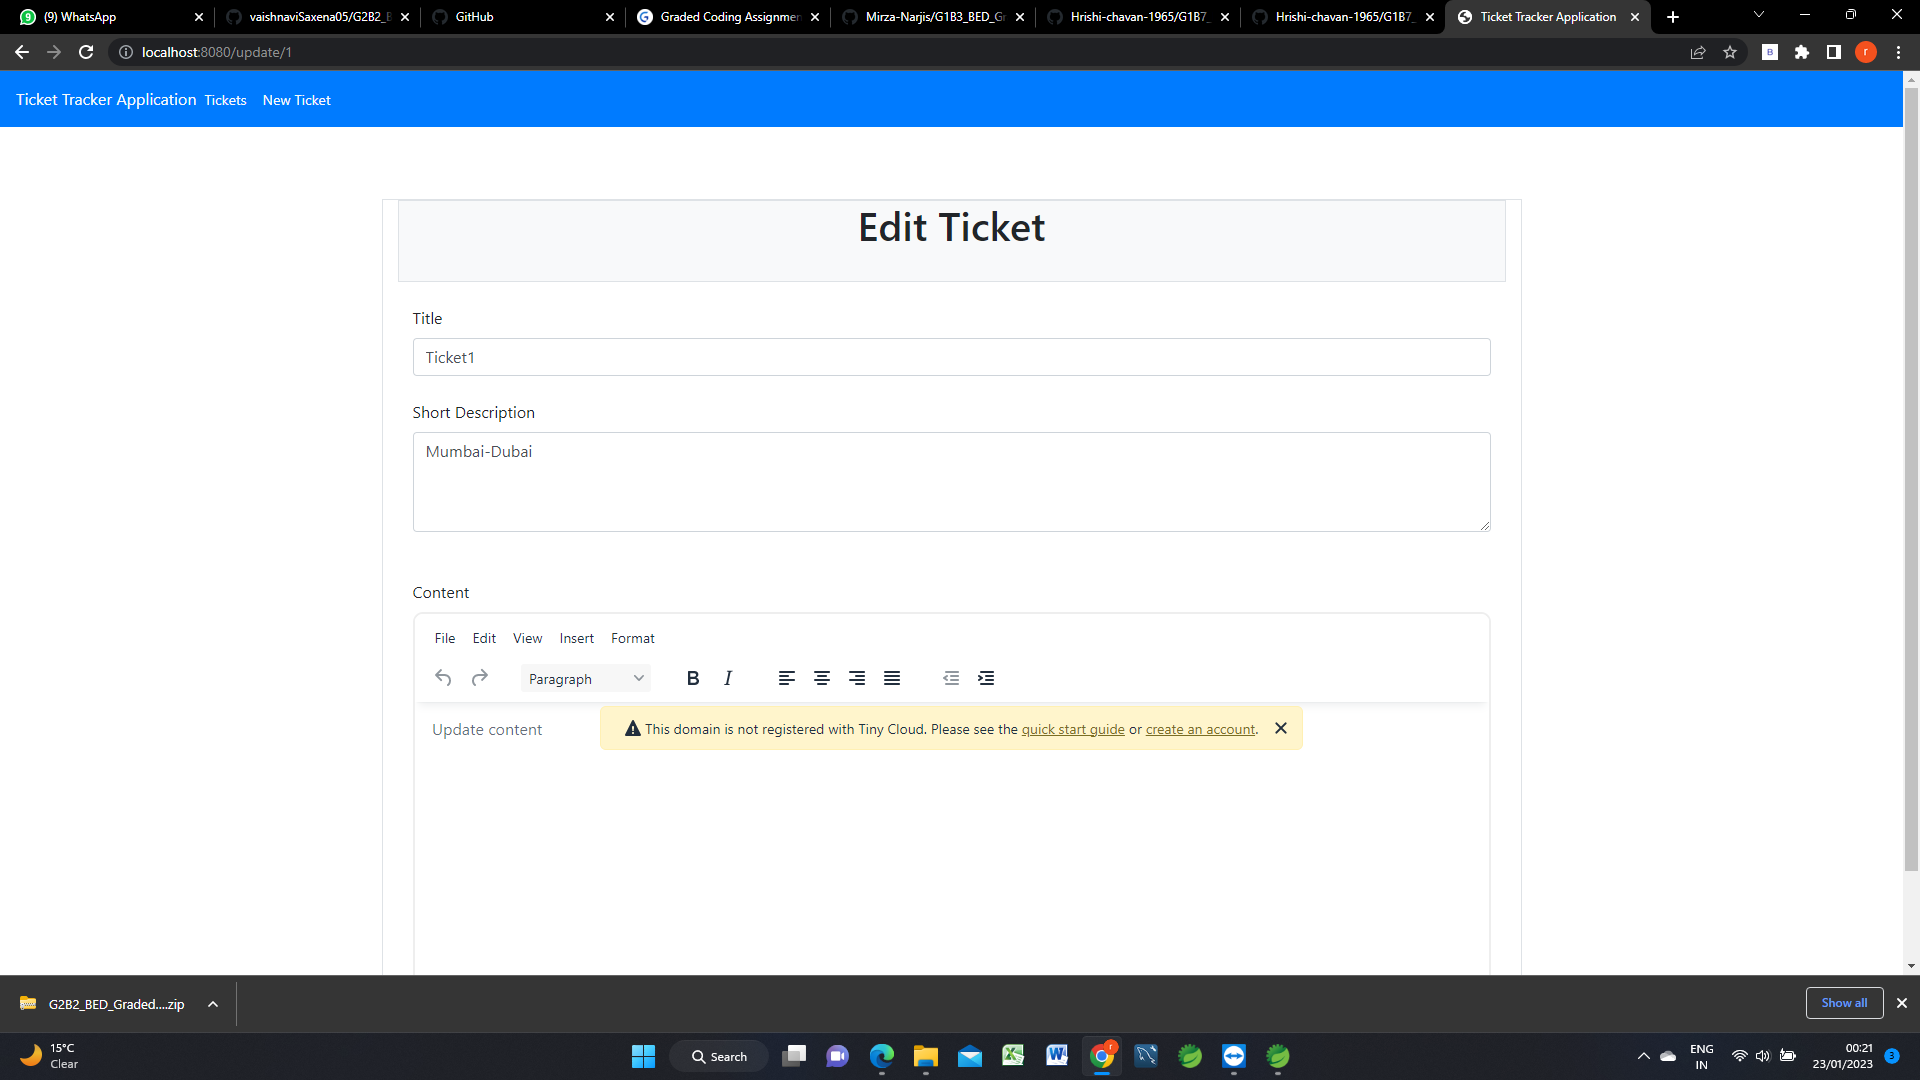 (9) WhatsApp
vaishnaviSaxena05/G2B2_B
GitHub
Graded Coding Assignmen
Mirza-Narjis/G1B3_BED_Gr
Hrishi-chavan-1965/G1B7_
Hrishi-chavan-1965/G1B7_
Ticket Tracker Application
localhost:8080/update/1
B
r
Ticket Tracker Application Tickets New Ticket
Edit Ticket
Title
Ticket1
Short Description
Mumbai-Dubai
Content
File Edit View Insert Format
Paragraph B I
Update content
This domain is not registered with Tiny Cloud. Please see the quick start guide or create an account.
G2B2_BED_Graded....zip
Show all
15°C
Clear
Search
ENG
IN
00:21
23/01/2023
3